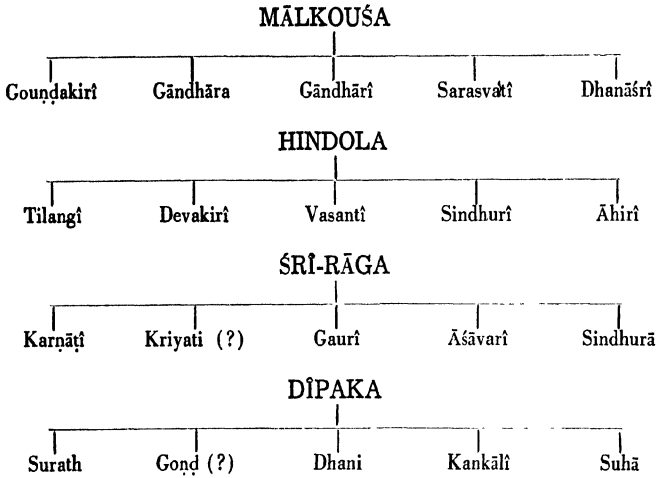 MĀLKOUŚA
Gouṇḍakirî Gāndhāra Gāndhārî Sarasvatî Dhanāśrî
HINDOLA
Tilangî Devakirî Vasantî Sindhurî Āhirî
ŚRÎ-RĀGA
Karṇāṭî Kriyati (?) Gaurî Āśāvarî Sindhurā
DÎPAKA
Surath Goṇḍ (?) Dhani Kankālî Suhā